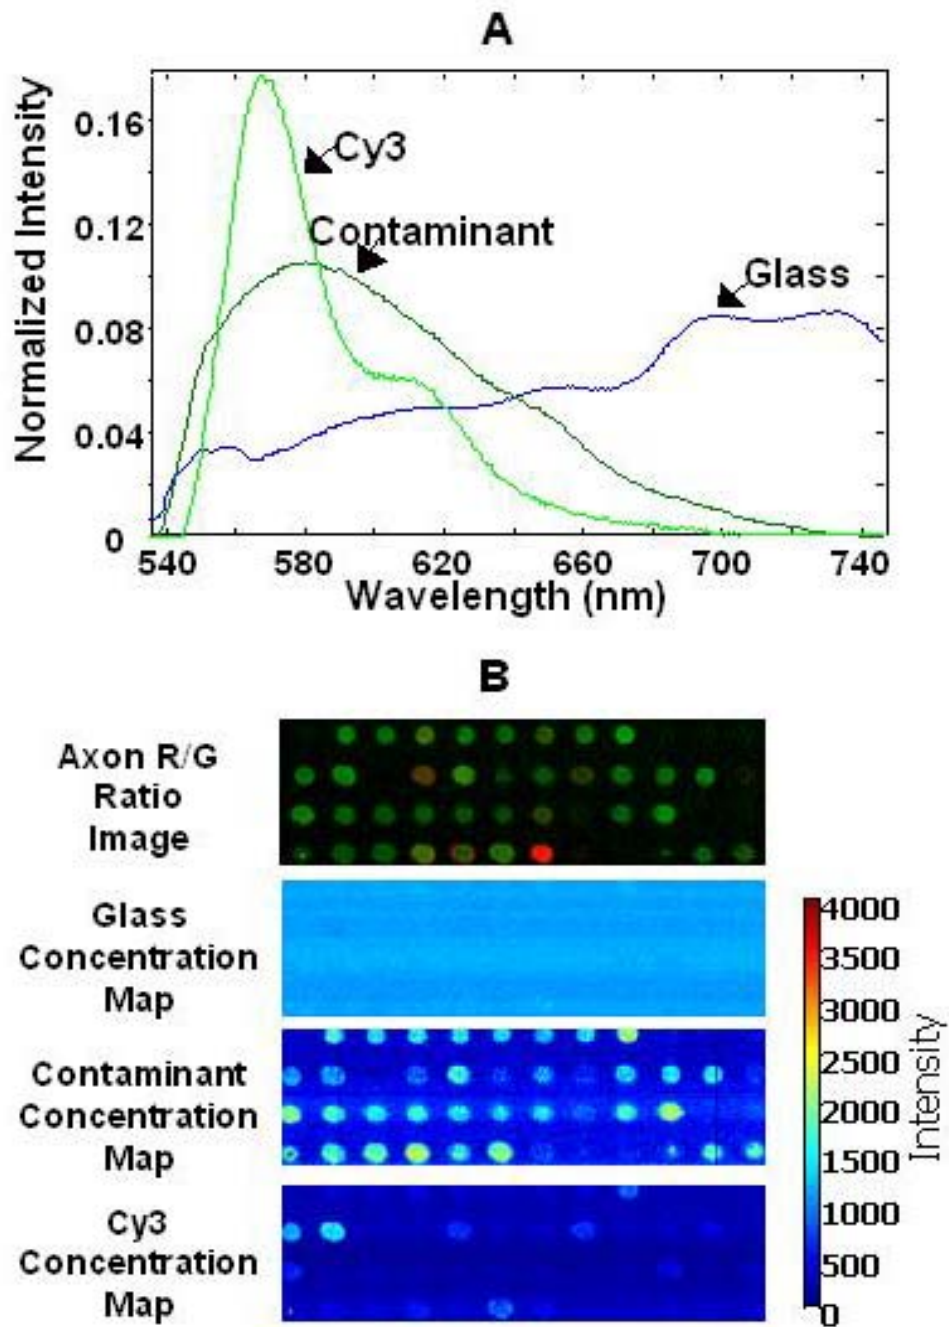 A
Normalized Intensity
0.16
0.12
0.08
0.04
0
Cy3
Contaminant
Glass
540 580 620 660 700 740
Wavelength (nm)
B
Axon R/G
Ratio
Image
Glass
Concentration
Map
Contaminant
Concentration
Map
Cy3
Concentration
Map
4000
3500
3000
2500
2000
1500
1000
500
0
Intensity